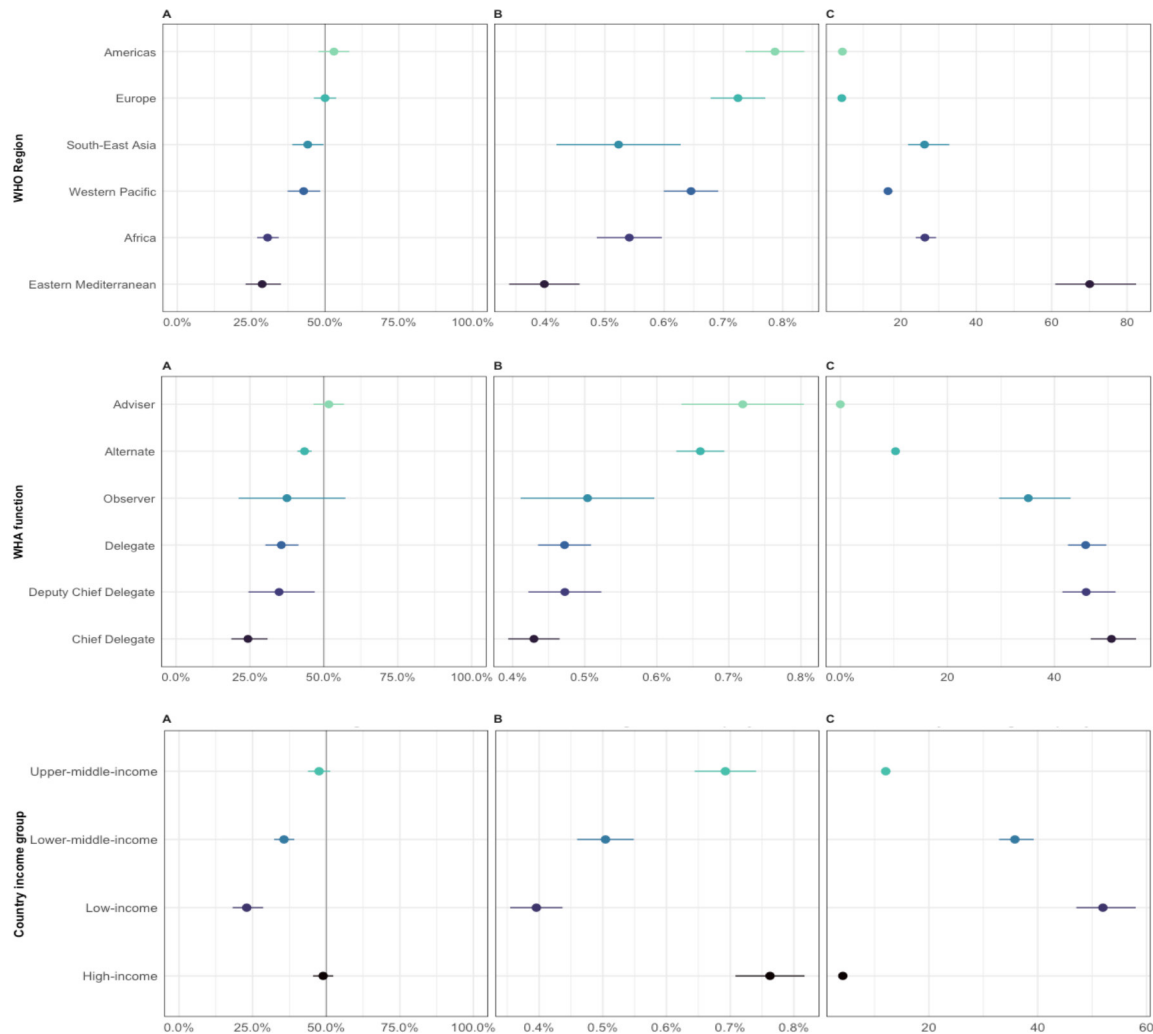 A B C
WHO Region
Americas
Europe
South-East Asia
Western Pacific
Africa
Eastern Mediterranean
0.0% 25.0% 50.0% 75.0% 100.0% 0.4% 0.5% 0.6% 0.7% 0.8% 20 40 60 80
A B C
WHA function
Adviser
Alternate
Observer
Delegate
Deputy Chief Delegate
Chief Delegate
0.0% 25.0% 50.0% 75.0% 100.0% 0.4% 0.5% 0.6% 0.7% 0.8% 0.0% 20 40
A B C
Country income group
Upper-middle-income
Lower-middle-income
Low-income
High-income
0.0% 25.0% 50.0% 75.0% 100.0% 0.4% 0.5% 0.6% 0.7% 0.8% 20 40 60